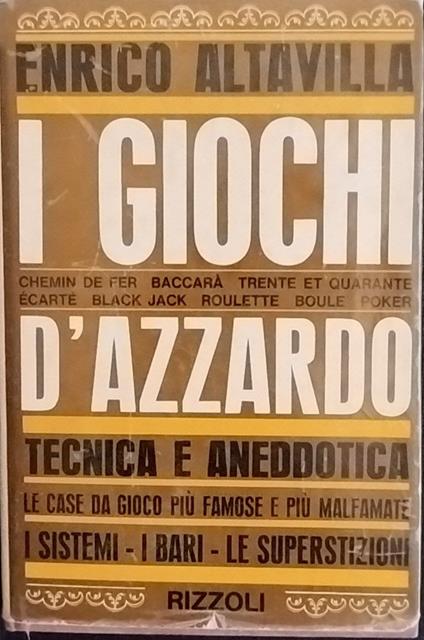 ENRICO ALTAVILLA
I GIOCHI
CHEMIN DE FER BACCARÀ TRENTE ET QUARANTE
ÉCARTÉ BLACK JACK ROULETTE BOULE POKER
D'AZZARDO
TECNICA E ANEDDOTICA
LE CASE DA GIOCO PIÙ FAMOSE E PIÙ MALFAMATE
I SISTEMI - I BARI - LE SUPERSTIZIONI
RIZZOLI